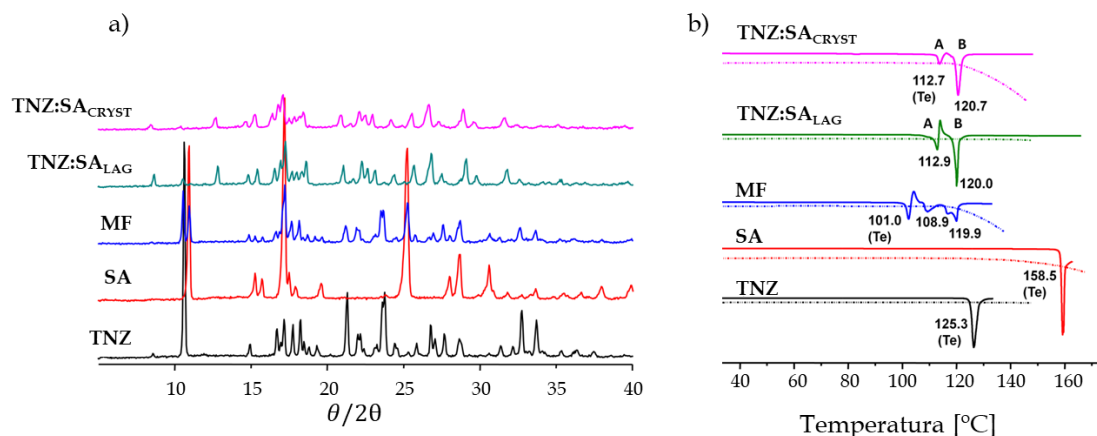 a)
TNZ:SACRYST
TNZ:SALAG
MF
SA
TNZ
10 15 20 25 30 35 40
θ/2θ
b)
TNZ:SACRYST
A B
112.7
(Te)
120.7
TNZ:SALAG
A B
112.9
120.0
MF
101.0
(Te)
108.9
119.9
SA
158.5
(Te)
TNZ
125.3
(Te)
40 60 80 100 120 140 160
Temperatura [°C]